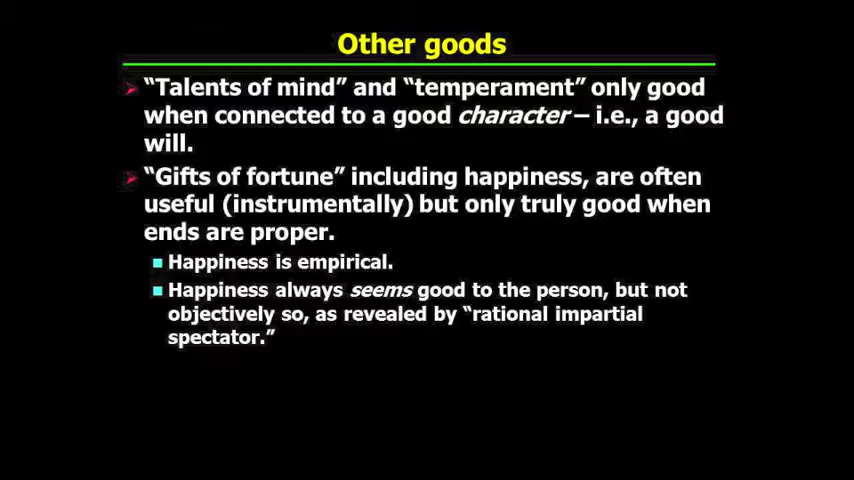 Other goods
“Talents of mind” and “temperament” only good
when connected to a good character – i.e., a good
will.
“Gifts of fortune” including happiness, are often
useful (instrumentally) but only truly good when
ends are proper.
Happiness is empirical.
Happiness always seems good to the person, but not
objectively so, as revealed by “rational impartial
spectator.”